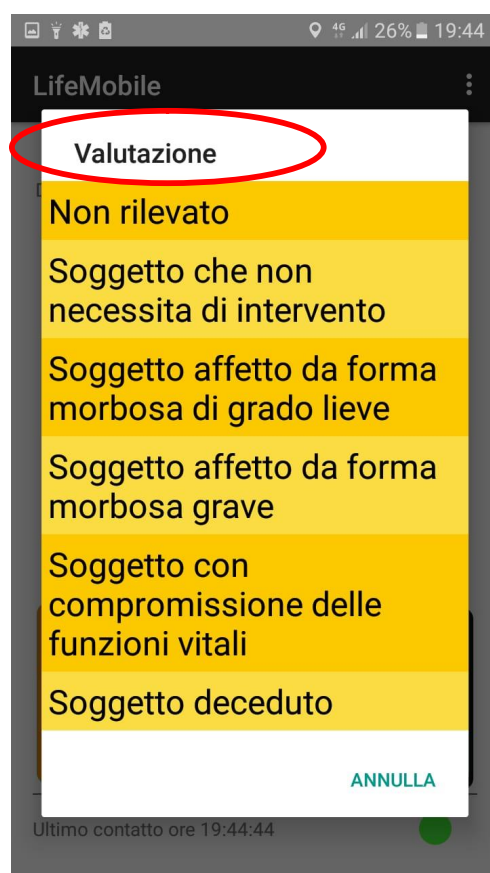 4G 26% 19:44
LifeMobile
Valutazione
Non rilevato
Soggetto che non
necessita di intervento
Soggetto affetto da forma
morbosa di grado lieve
Soggetto affetto da forma
morbosa grave
Soggetto con
compromissione delle
funzioni vitali
Soggetto deceduto
ANNULLA
Ultimo contatto ore 19:44:44